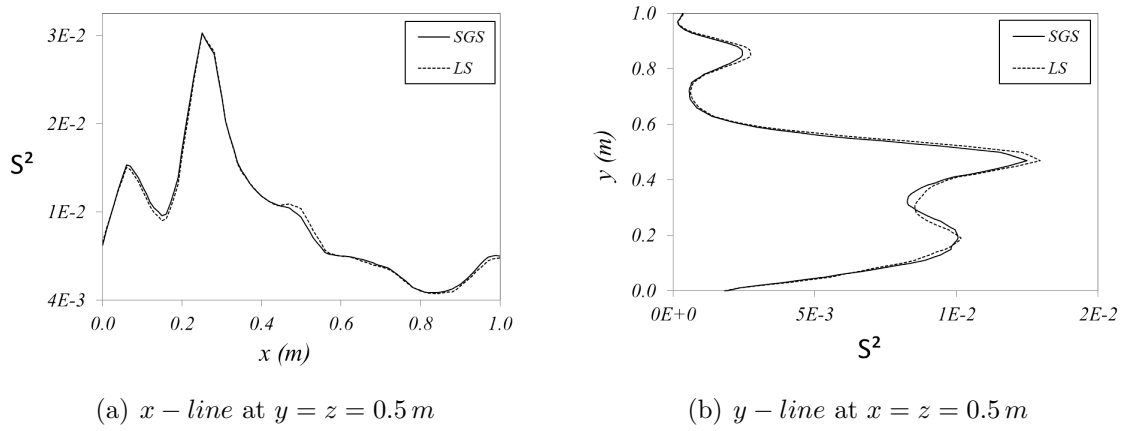 3E-2
2E-2
S²
1E-2
4E-3
0.0 0.2 0.4 0.6 0.8 1.0
x (m)
SGS
LS
(a) x − line at y = z = 0.5 m
1.0
0.8
0.6
y (m)
0.4
0.2
0.0
0E+0 5E-3 1E-2 2E-2
S²
SGS
LS
(b) y − line at x = z = 0.5 m